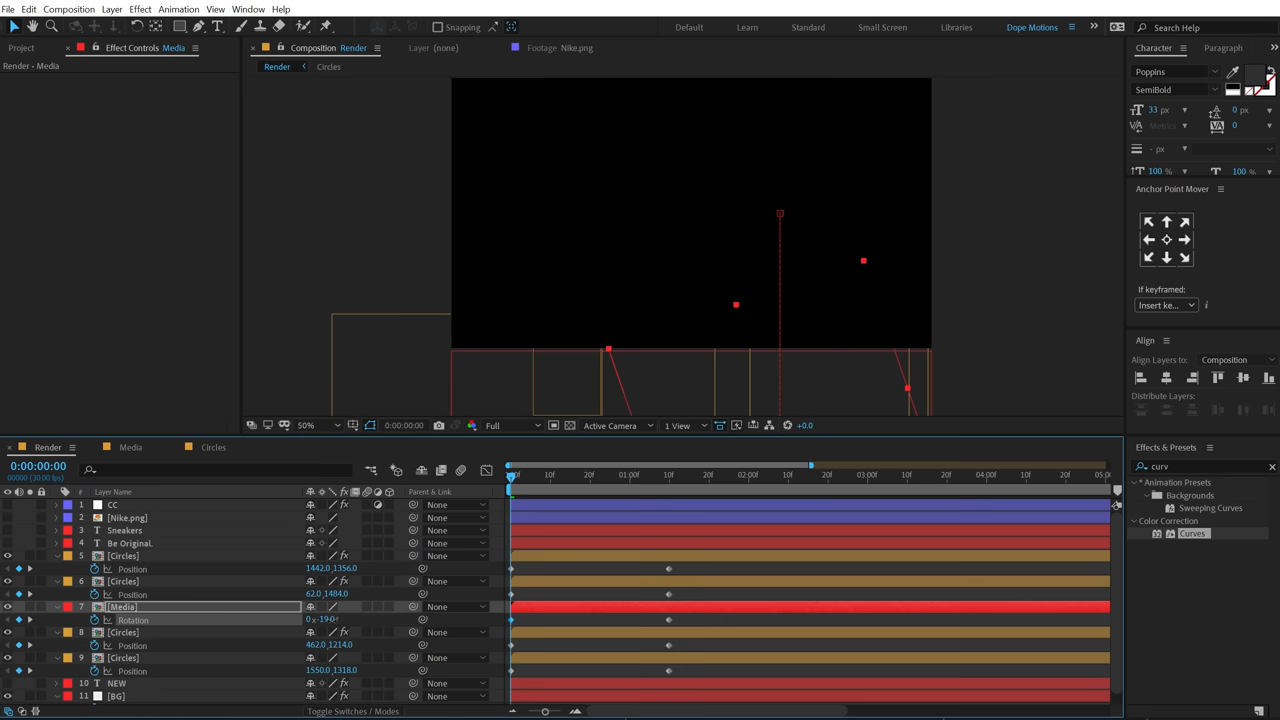 File Edit Composition Layer Effect Animation View Window Help
Snapping Default Learn Standard Small Screen Libraries Dope Motions Search Help
Project × Effect Controls Media Composition Render Layer (none) Footage Nike.png Character Paragraph
Render • Media Render Circles
Poppins
SemiBold
33 px 0 px
Metrics 0
- px
100 % 100 %
Anchor Point Mover
If keyframed:
Insert ke...
Align
Align Layers to: Composition
Distribute Layers:
50% 0:00:00:00 Full Active Camera 1 View +0.0
× Render Media Circles
Effects & Presets
0:00:00:00
00000 (30.00 fps)
10f 20f 01:00f 10f 20f 02:00f 10f 20f 03:00f 10f 20f 04:00f 10f 20f 05:00
curv ×
* Animation Presets
Backgrounds
Sweeping Curves
Color Correction
Curves
# Layer Name Parent & Link
1 CC None
2 [Nike.png] None
3 T Sneakers None
4 T Be Original. None
5 [Circles] None
Position 1442.0,1356.0
6 [Circles] None
Position 62.0,1484.0
7 [Media] None
Rotation 0x-19.0
8 [Circles] None
Position 462.0,1214.0
9 [Circles] None
Position 1550.0,1318.0
10 T NEW None
11 [BG] None
Toggle Switches / Modes